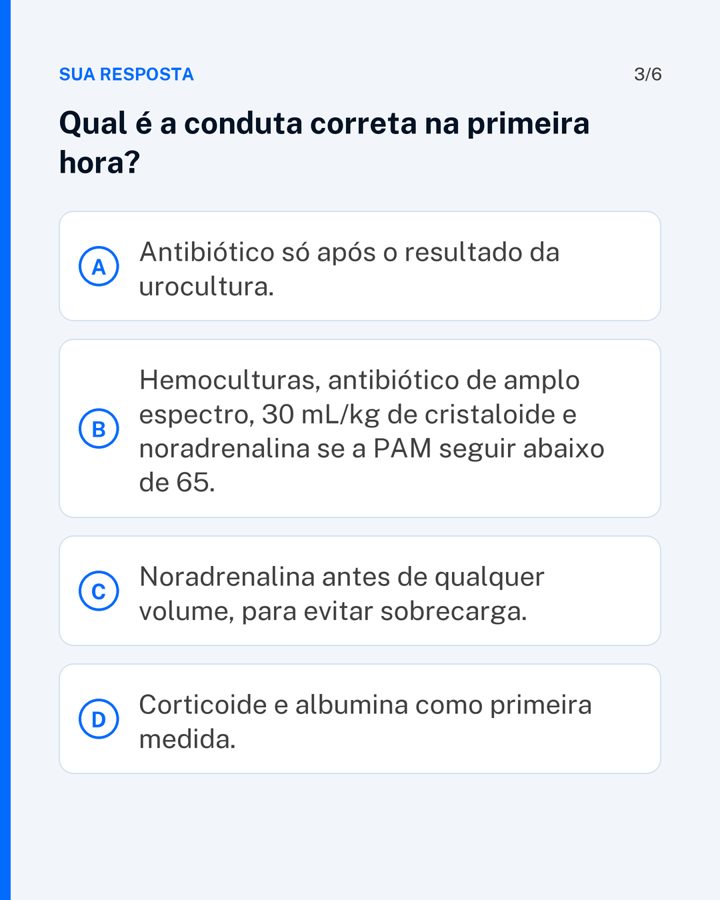 SUA RESPOSTA
3/6
Qual é a conduta correta na primeira
hora?
A
Antibiótico só após o resultado da
urocultura.
B
Hemoculturas, antibiótico de amplo
espectro, 30 mL/kg de cristaloide e
noradrenalina se a PAM seguir abaixo
de 65.
C
Noradrenalina antes de qualquer
volume, para evitar sobrecarga.
D
Corticoide e albumina como primeira
medida.